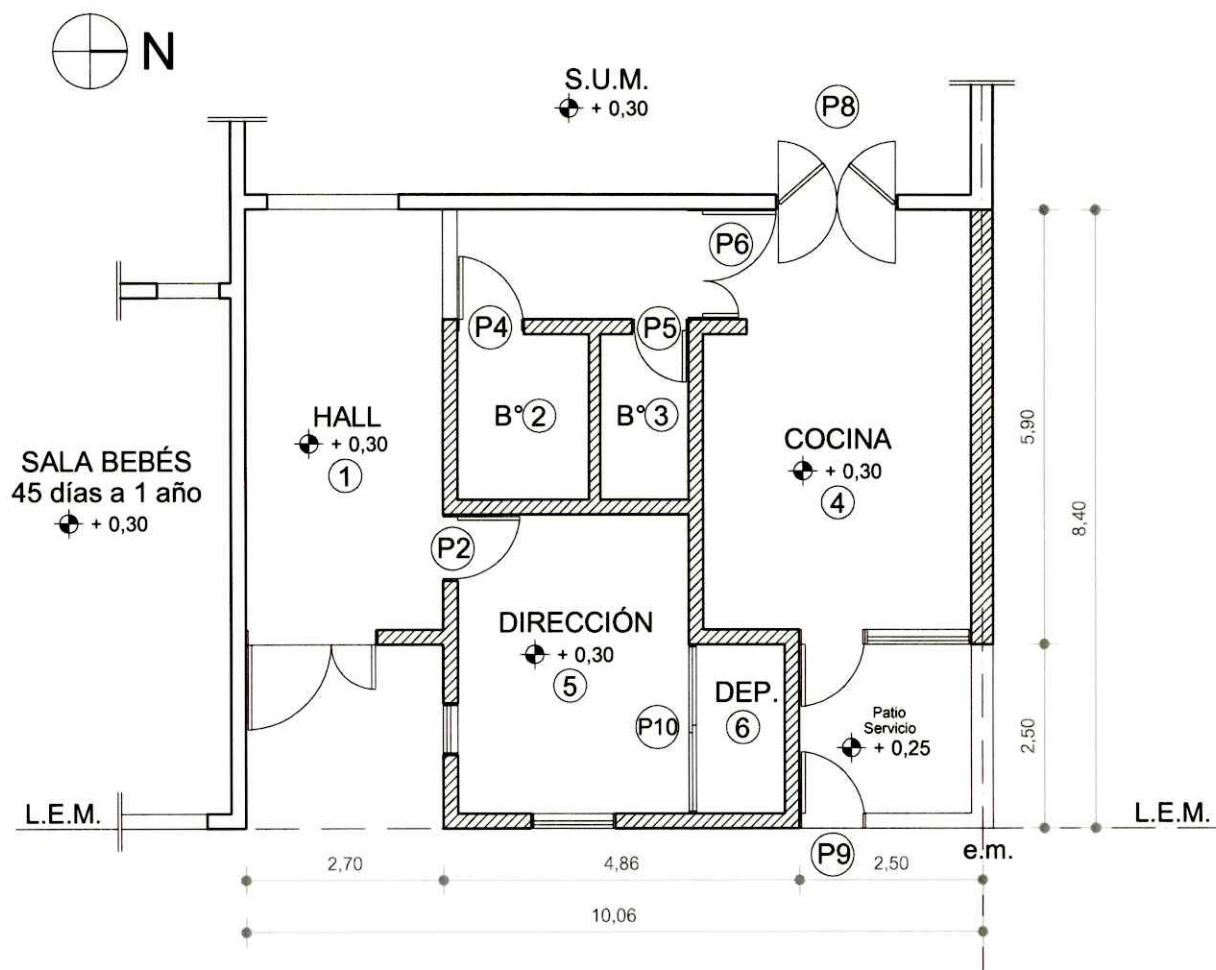 N
S.U.M.
+ 0,30
P8
P6
P4
P5
B° 2
B° 3
HALL
+ 0,30
1
COCINA
+ 0,30
4
SALA BEBÉS
45 días a 1 año
+ 0,30
P2
DIRECCIÓN
+ 0,30
5
P10
DEP.
6
Patio
Servicio
+ 0,25
5,90
8,40
2,50
L.E.M.
L.E.M.
P9
e.m.
2,70
4,86
2,50
10,06